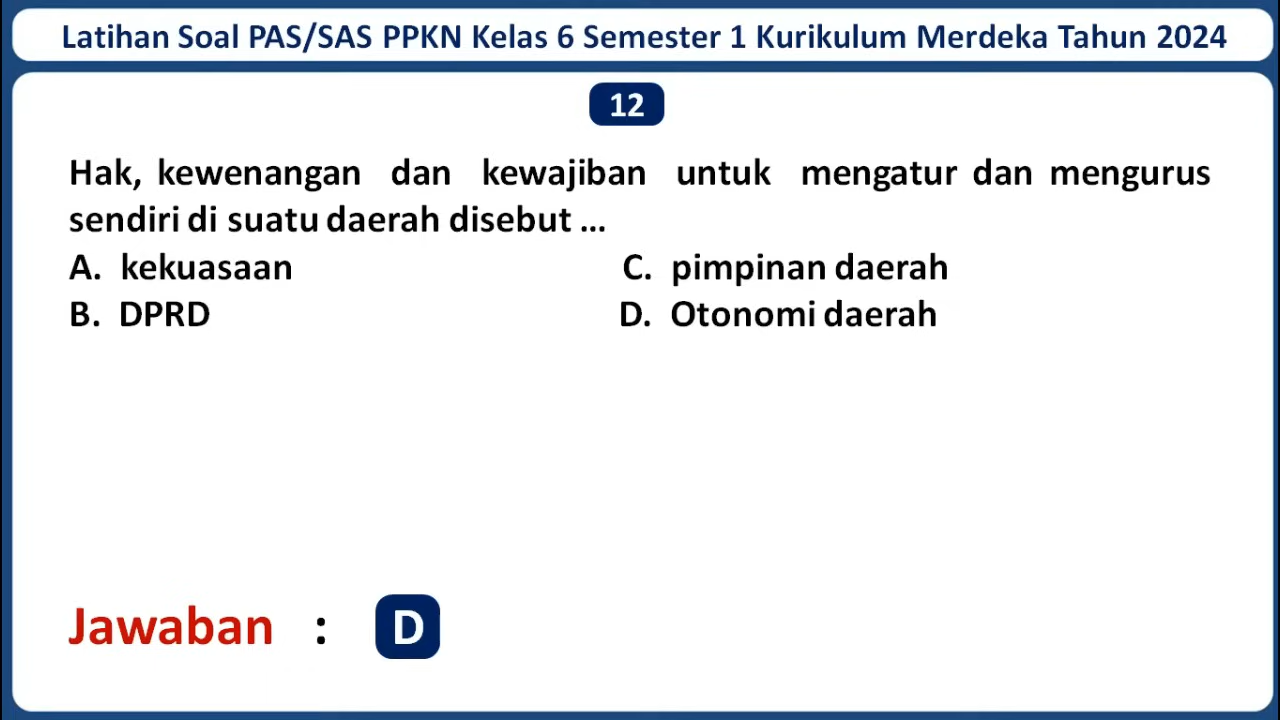 Latihan Soal PAS/SAS PPKN Kelas 6 Semester 1 Kurikulum Merdeka Tahun 2024
12
Hak, kewenangan dan kewajiban untuk mengatur dan mengurus
sendiri di suatu daerah disebut ...
A. kekuasaan C. pimpinan daerah
B. DPRD D. Otonomi daerah
Jawaban : D